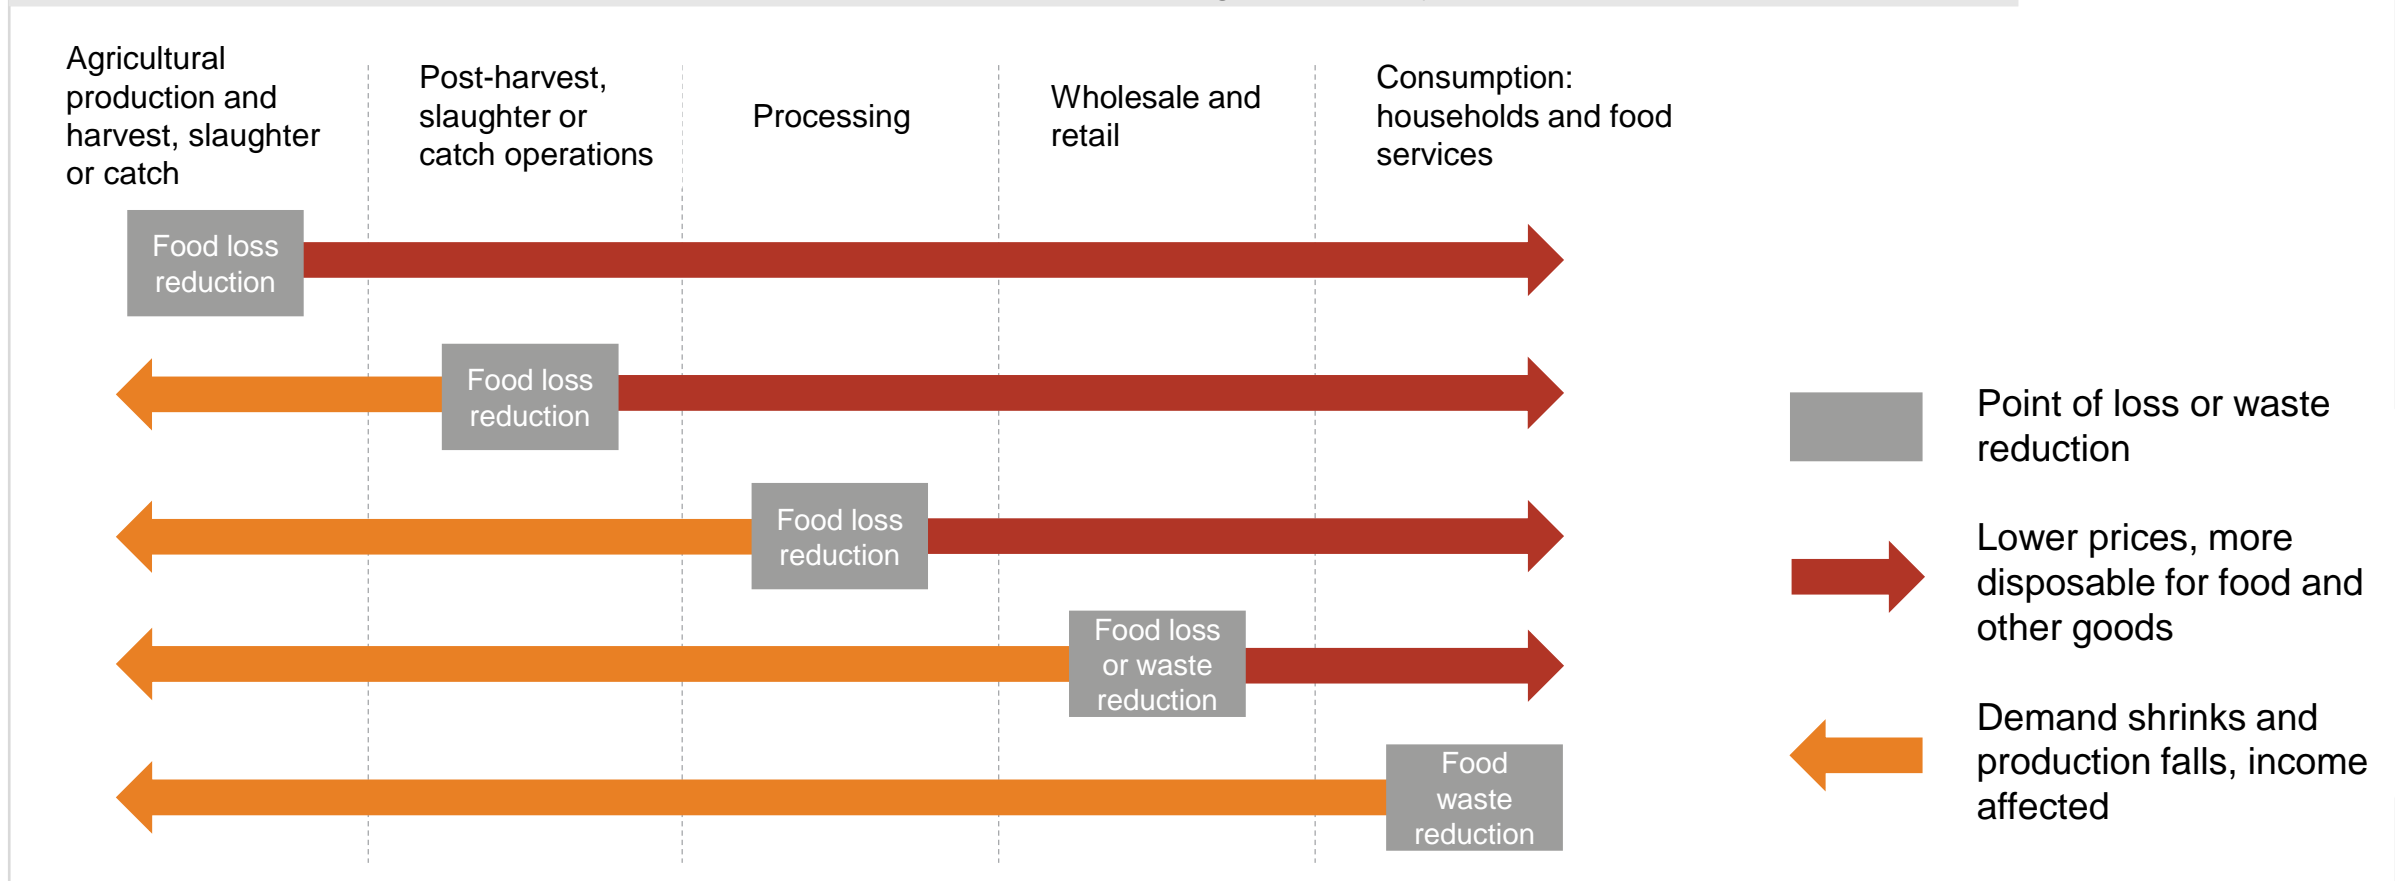 Agricultural
production and
harvest, slaughter
or catch
Post-harvest,
slaughter or
catch operations
Processing
Wholesale and
retail
Consumption:
households and food
services
Food loss
reduction
Food loss
reduction
Food loss
reduction
Food loss
or waste
reduction
Food
waste
reduction
Point of loss or waste
reduction
Lower prices, more
disposable for food and
other goods
Demand shrinks and
production falls, income
affected